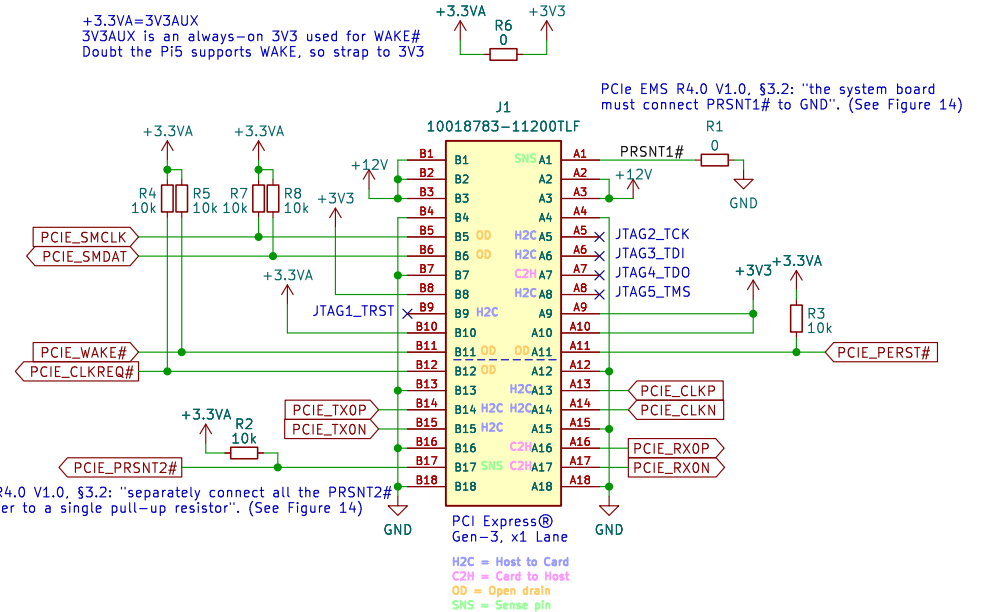 +3.3VA=3V3AUX
3V3AUX is an always-on 3V3 used for WAKE#
Doubt the Pi5 supports WAKE, so strap to 3V3
+3.3VA
+3V3
R6
0
PCIe EMS R4.0 V1.0, §3.2: "the system board
must connect PRSNT1# to GND". (See Figure 14)
J1
10018783-11200TLF
R1
0
PRSNT1#
GND
+3.3VA
+3.3VA
+12V
+12V
+3V3
R4
10k
R5
10k
R7
10k
R8
10k
B1 B1 SNS A1 A1
B2 B2 A2 A2
B3 B3 A3 A3
B4 B4 A4 A4
PCIE_SMCLK B5 B5 OD H2C A5 A5 JTAG2_TCK
PCIE_SMDAT B6 B6 OD H2C A6 A6 JTAG3_TDI
B7 B7 C2H A7 A7 JTAG4_TDO
B8 B8 H2C A8 A8 JTAG5_TMS
+3.3VA
+3V3
+3.3VA
JTAG1_TRST B9 B9 H2C A9 A9
R3
10k
B10 B10 A10 A10
PCIE_WAKE# B11 B11 OD OD A11 A11 PCIE_PERST#
PCIE_CLKREQ# B12 B12 OD A12 A12
B13 B13 H2C A13 A13 PCIE_CLKP
PCIE_TX0P B14 B14 H2C H2C A14 A14 PCIE_CLKN
PCIE_TX0N B15 B15 H2C A15 A15
+3.3VA
R2
10k
B16 B16 C2H A16 A16 PCIE_RX0P
PCIE_PRSNT2# B17 B17 SNS C2H A17 A17 PCIE_RX0N
B18 B18 A18 A18
R4.0 V1.0, §3.2: "separately connect all the PRSNT2#
er to a single pull-up resistor". (See Figure 14)
GND
GND
PCI Express®
Gen-3, x1 Lane
H2C = Host to Card
C2H = Card to Host
OD = Open drain
SNS = Sense pin